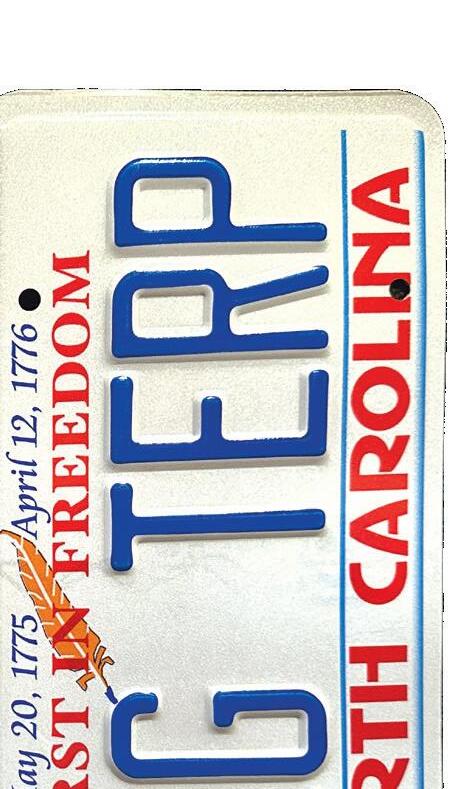 ay 20, 1775 April 12, 1776
RST IN FREEDOM
G TERP
RTH CAROLINA